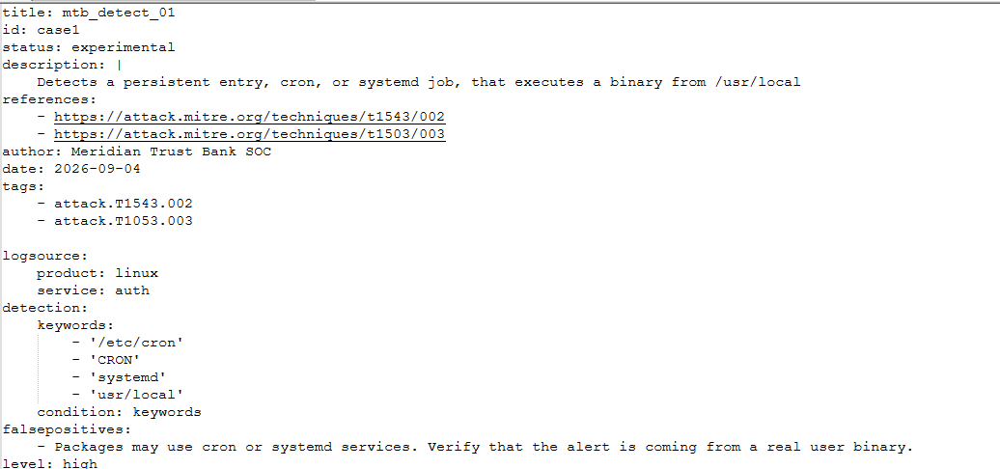 title: mtb_detect_01
id: case1
status: experimental
description: |
    Detects a persistent entry, cron, or systemd job, that executes a binary from /usr/local
references:
    - https://attack.mitre.org/techniques/t1543/002
    - https://attack.mitre.org/techniques/t1503/003
author: Meridian Trust Bank SOC
date: 2026-09-04
tags:
    - attack.T1543.002
    - attack.T1053.003

logsource:
    product: linux
    service: auth
detection:
    keywords:
        - '/etc/cron'
        - 'CRON'
        - 'systemd'
        - 'usr/local'
    condition: keywords
falsepositives:
    - Packages may use cron or systemd services. Verify that the alert is coming from a real user binary.
level: high